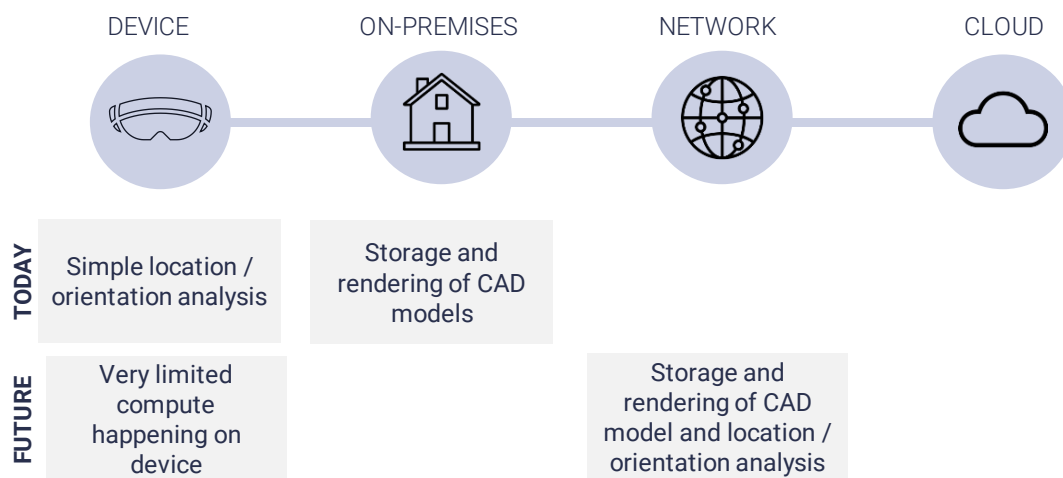 DEVICE
ON-PREMISES
NETWORK
CLOUD
TODAY
Simple location /
orientation analysis
Storage and
rendering of CAD
models
FUTURE
Very limited
compute
happening on
device
Storage and
rendering of CAD
model and location /
orientation analysis